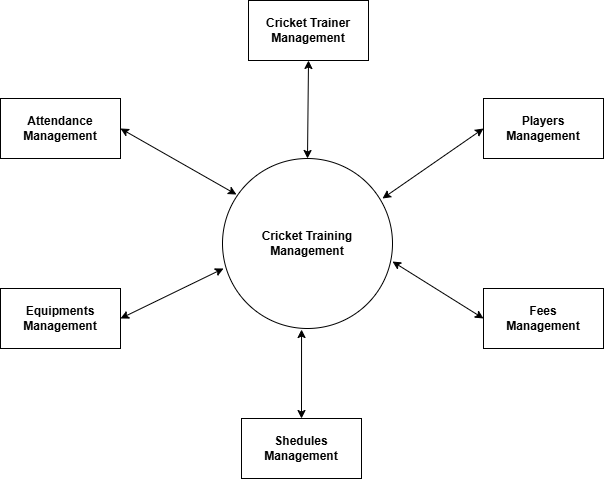 Cricket Trainer
Management
Attendance
Management
Players
Management
Cricket Training
Management
Equipments
Management
Fees
Management
Shedules
Management